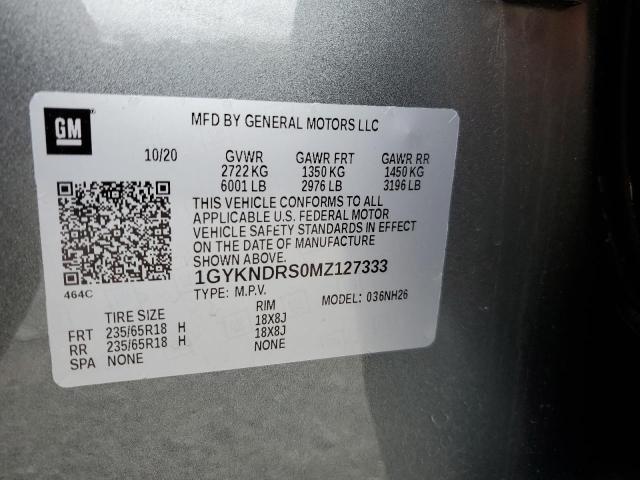 GM
MFD BY GENERAL MOTORS LLC
10/20 GVWR GAWR FRT GAWR RR
2722 KG 1350 KG 1450 KG
6001 LB 2976 LB 3196 LB
THIS VEHICLE CONFORMS TO ALL
APPLICABLE U.S. FEDERAL MOTOR
VEHICLE SAFETY STANDARDS IN EFFECT
ON THE DATE OF MANUFACTURE
SHOWN ABOVE.
1GYKNDRS0MZ127333
464C TYPE: M.P.V. MODEL: 036NH26
TIRE SIZE RIM
FRT 235/65R18 H 18X8J
RR 235/65R18 H 18X8J
SPA NONE NONE